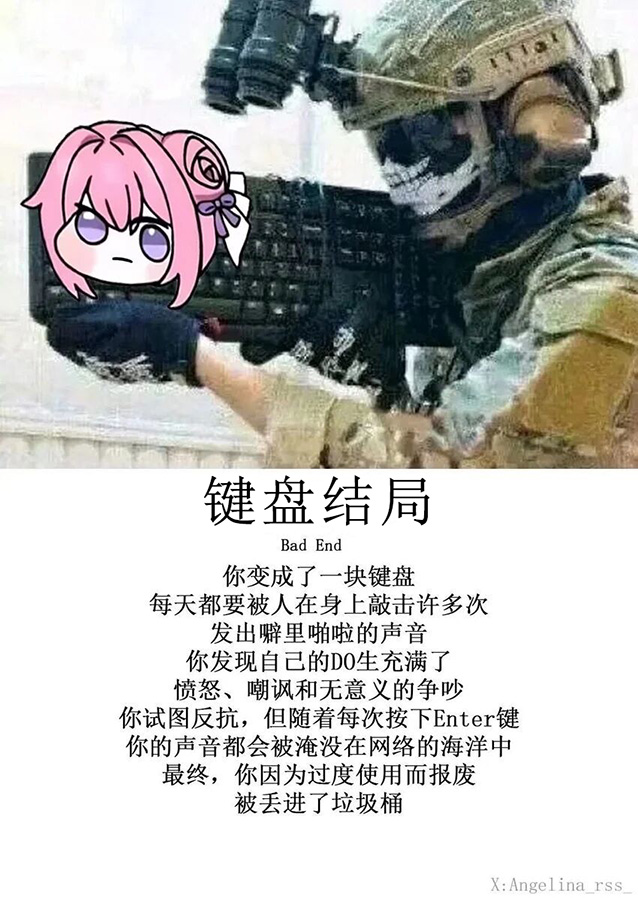 键盘结局
Bad End
你变成了一块键盘
每天都要被人在身上敲击许多次
发出噼里啪啦的声音
你发现自己的DO生充满了
愤怒、嘲讽和无意义的争吵
你试图反抗，但随着每次按下Enter键
你的声音都会被淹没在网络的海洋中
最终，你因为过度使用而报废
被丢进了垃圾桶
X:Angelina_rss_